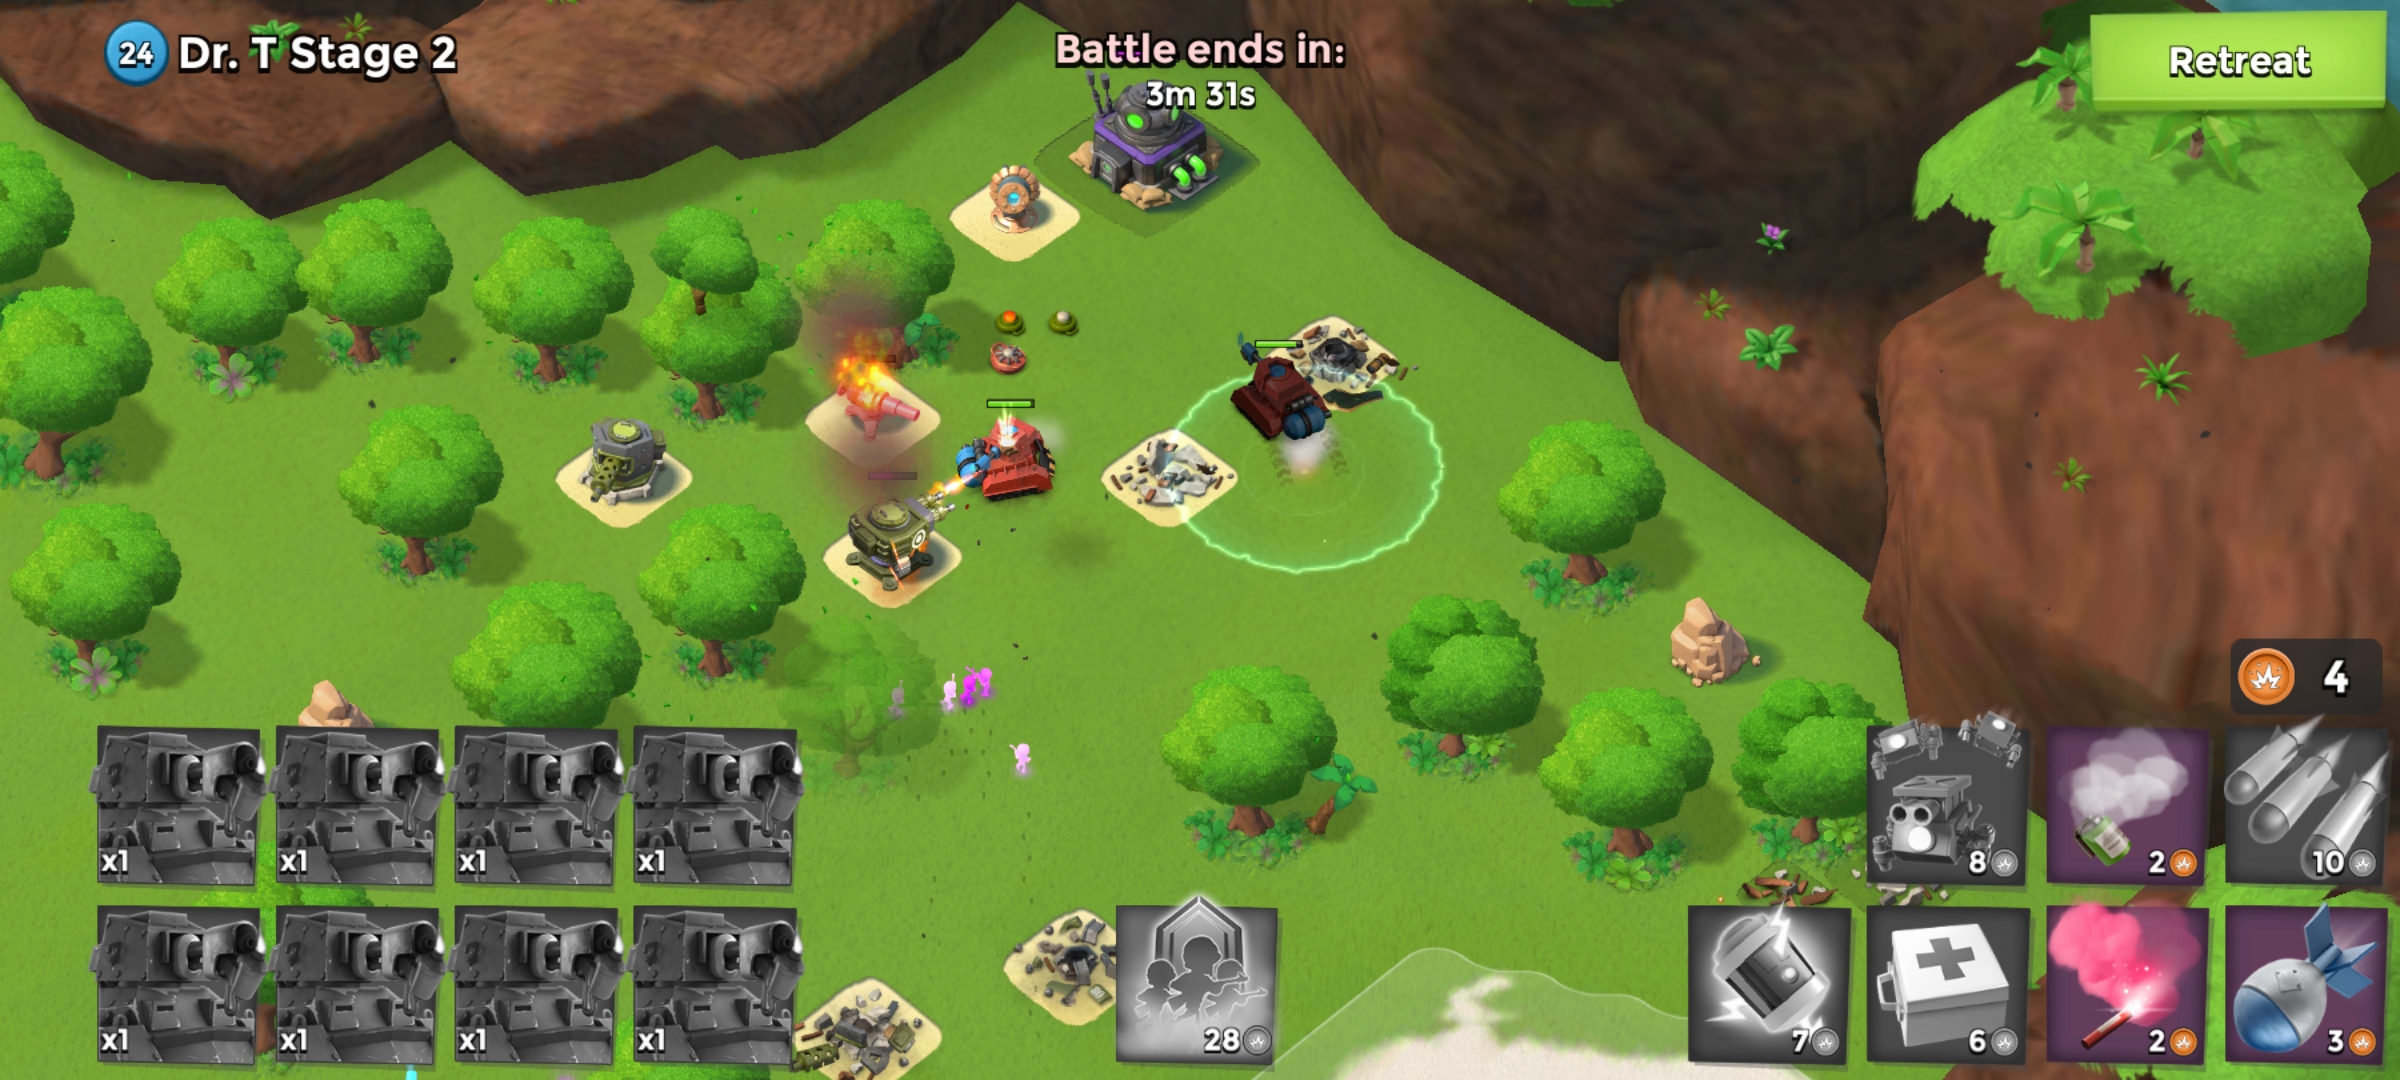 24 Dr. T Stage 2
Battle ends in:
3m 31s
Retreat
4
x1 x1 x1 x1
8 2 10
x1 x1 x1 x1
28 7 6 2 3